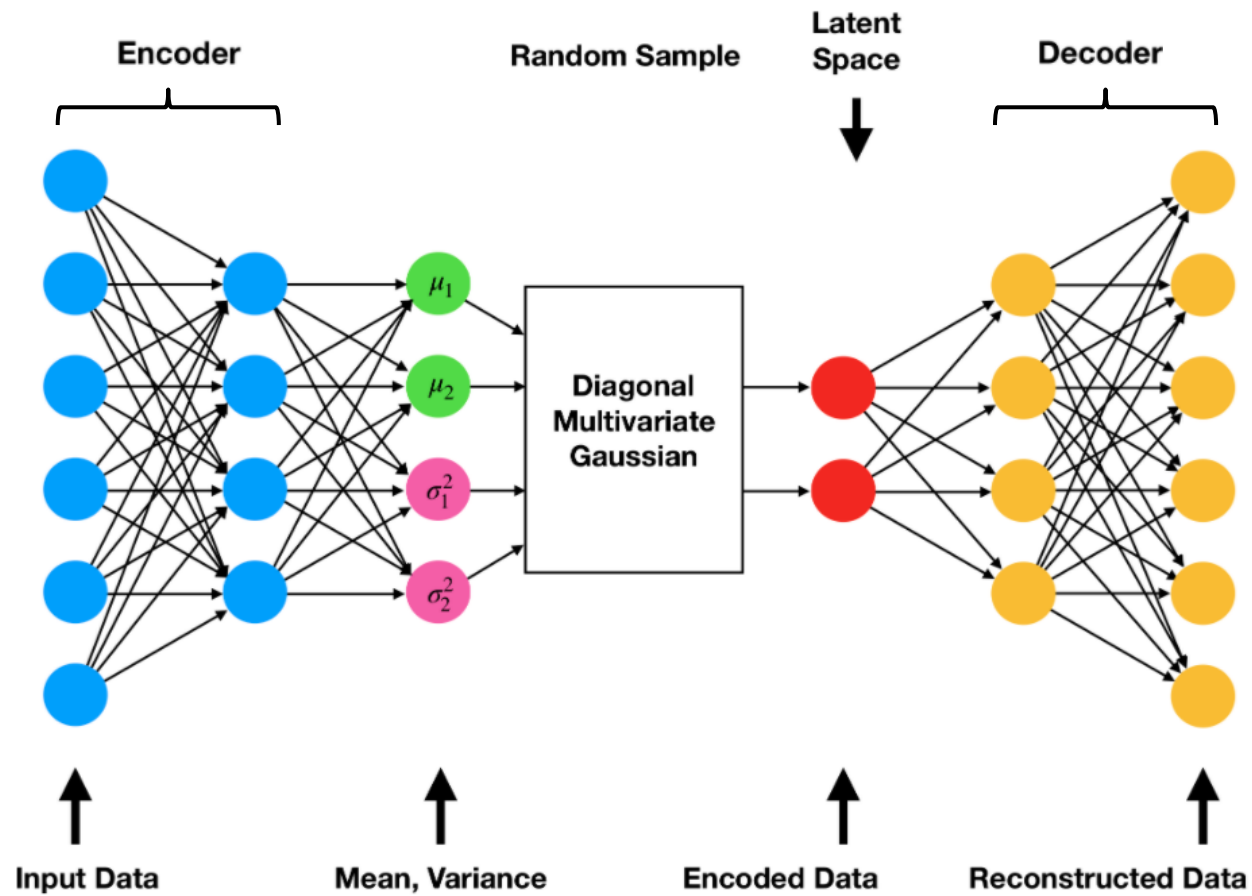 Encoder
Random Sample
Latent
Space
Decoder
μ₁
μ₂
σ₁²
σ₂²
Diagonal
Multivariate
Gaussian
Input Data
Mean, Variance
Encoded Data
Reconstructed Data